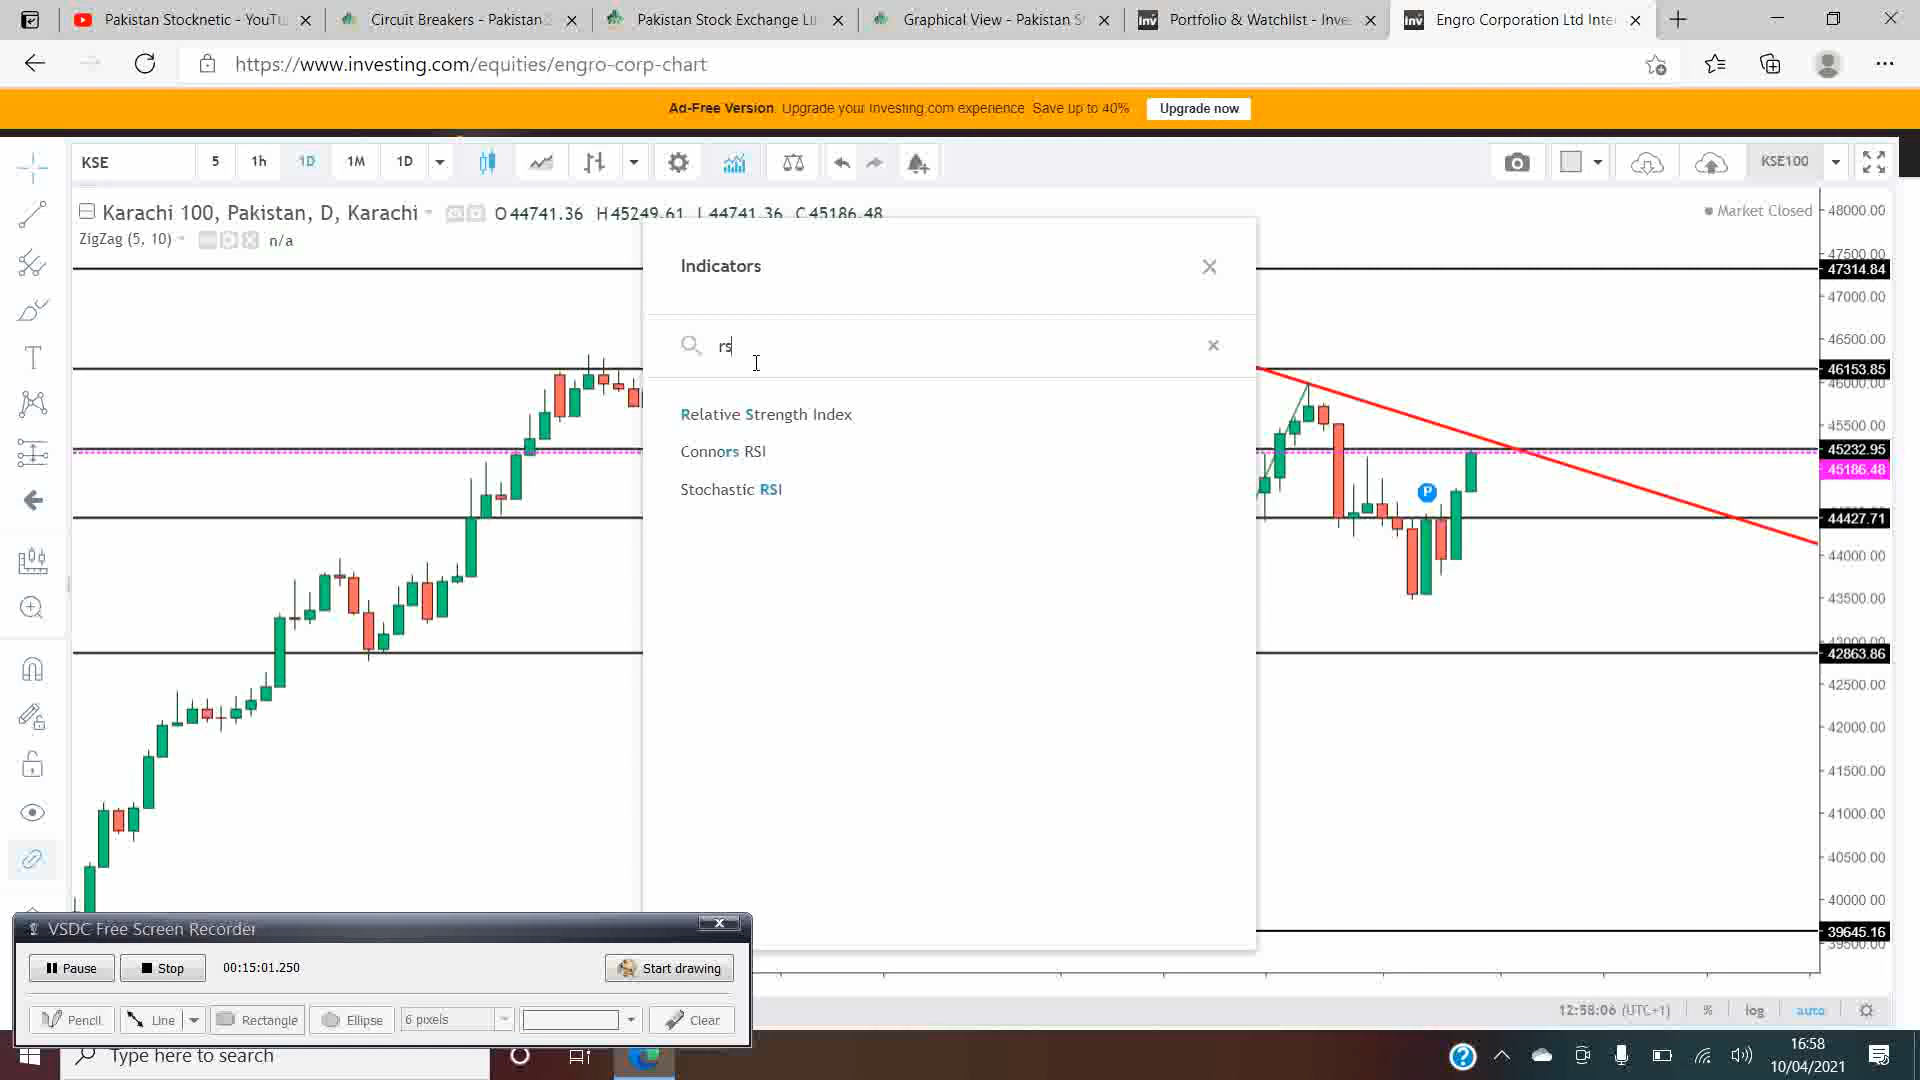 Pakistan Stocknetic - YouTu
Circuit Breakers - Pakistan S
Pakistan Stock Exchange Li
Graphical View - Pakistan St
Inv
Portfolio & Watchlist - Inve
Inv
Engro Corporation Ltd Inte
https://www.investing.com/equities/engro-corp-chart
Ad-Free Version. Upgrade your Investing.com experience. Save up to 40%
Upgrade now
KSE
5
1h
1D
1M
1D
KSE100
Karachi 100, Pakistan, D, Karachi
O 44741.36 H 45249.61 L 44741.36 C 45186.48
Market Closed
ZigZag (5, 10)
n/a
Indicators
rs
Relative Strength Index
Connors RSI
Stochastic RSI
P
48000.00
47500.00
47314.84
47000.00
46500.00
46153.85
46000.00
45500.00
45232.95
45186.48
44427.71
44000.00
43500.00
43000.00
42863.86
42500.00
42000.00
41500.00
41000.00
40500.00
40000.00
39645.16
39500.00
VSDC Free Screen Recorder
Pause
Stop
00:15:01.250
Start drawing
Pencil
Line
Rectangle
Ellipse
6 pixels
Clear
12:58:06 (UTC+1)
%
log
auto
Type here to search
16:58
10/04/2021